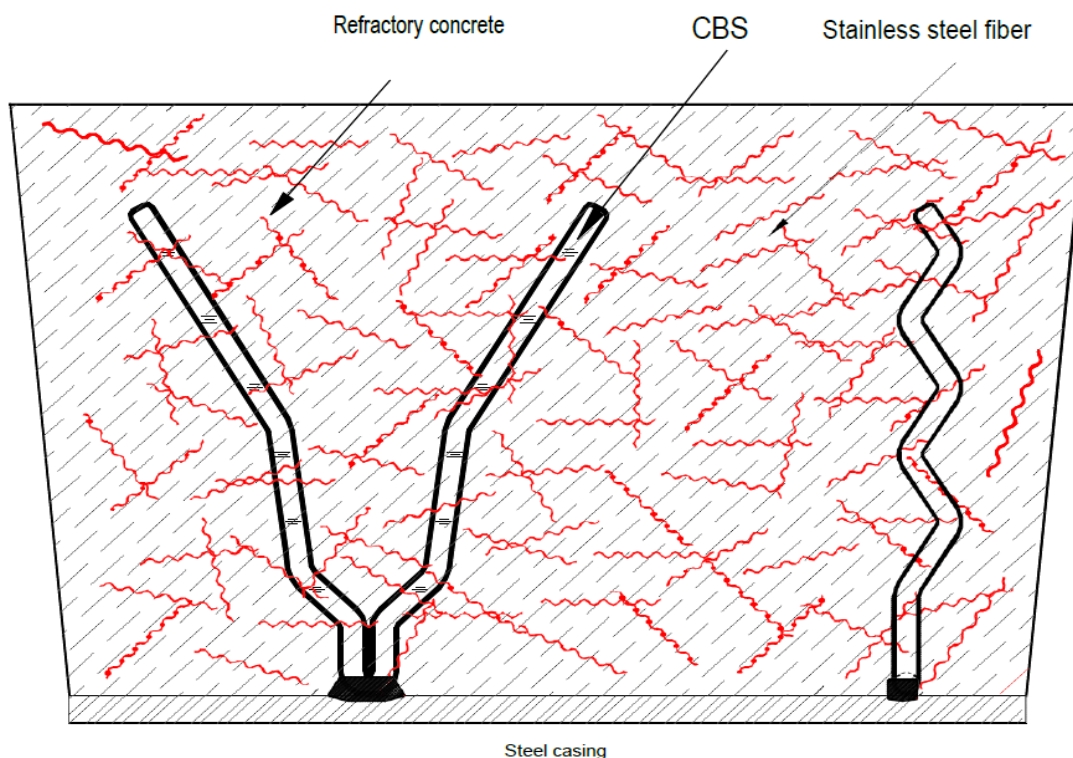 Refractory concrete
CBS
Stainless steel fiber
Steel casing